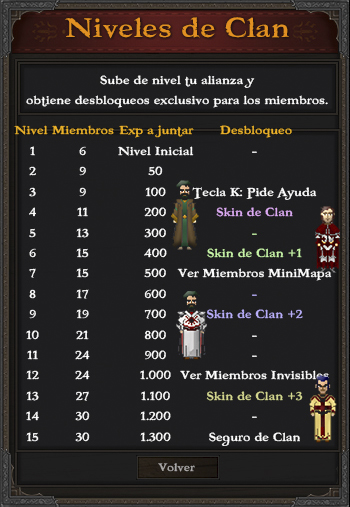 Niveles de Clan
Sube de nivel tu alianza y
obtiene desbloqueos exclusivo para los miembros.
Nivel Miembros Exp a juntar Desbloqueo
1 6 Nivel Inicial -
2 9 50
3 9 100 Tecla K: Pide Ayuda
4 11 200 Skin de Clan
5 13 300 -
6 15 400 Skin de Clan +1
7 15 500 Ver Miembros MiniMapa
8 17 600 -
9 19 700 Skin de Clan +2
10 21 800 -
11 24 900 -
12 24 1.000 Ver Miembros Invisibles
13 27 1.100 Skin de Clan +3
14 30 1.200 -
15 30 1.300 Seguro de Clan
Volver